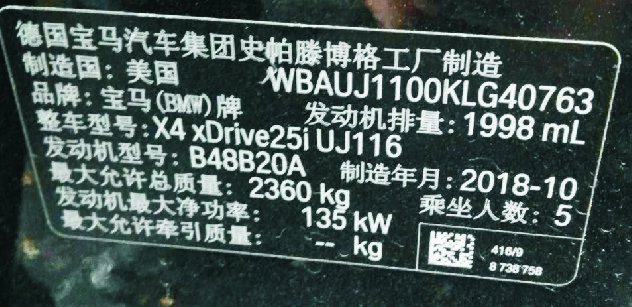 德国宝马汽车集团史帕滕博格工厂制造
制造国: 美国 WBAUJ1100KLG40763
品牌: 宝马(BMW)牌 发动机排量: 1998 mL
整车型号: X4 xDrive25i UJ116
发动机型号: B48B20A 制造年月: 2018-10
最大允许总质量: 2360 kg 乘坐人数: 5
发动机最大净功率: 135 kW
最大允许牵引质量: -- kg
416/9
8 738 758